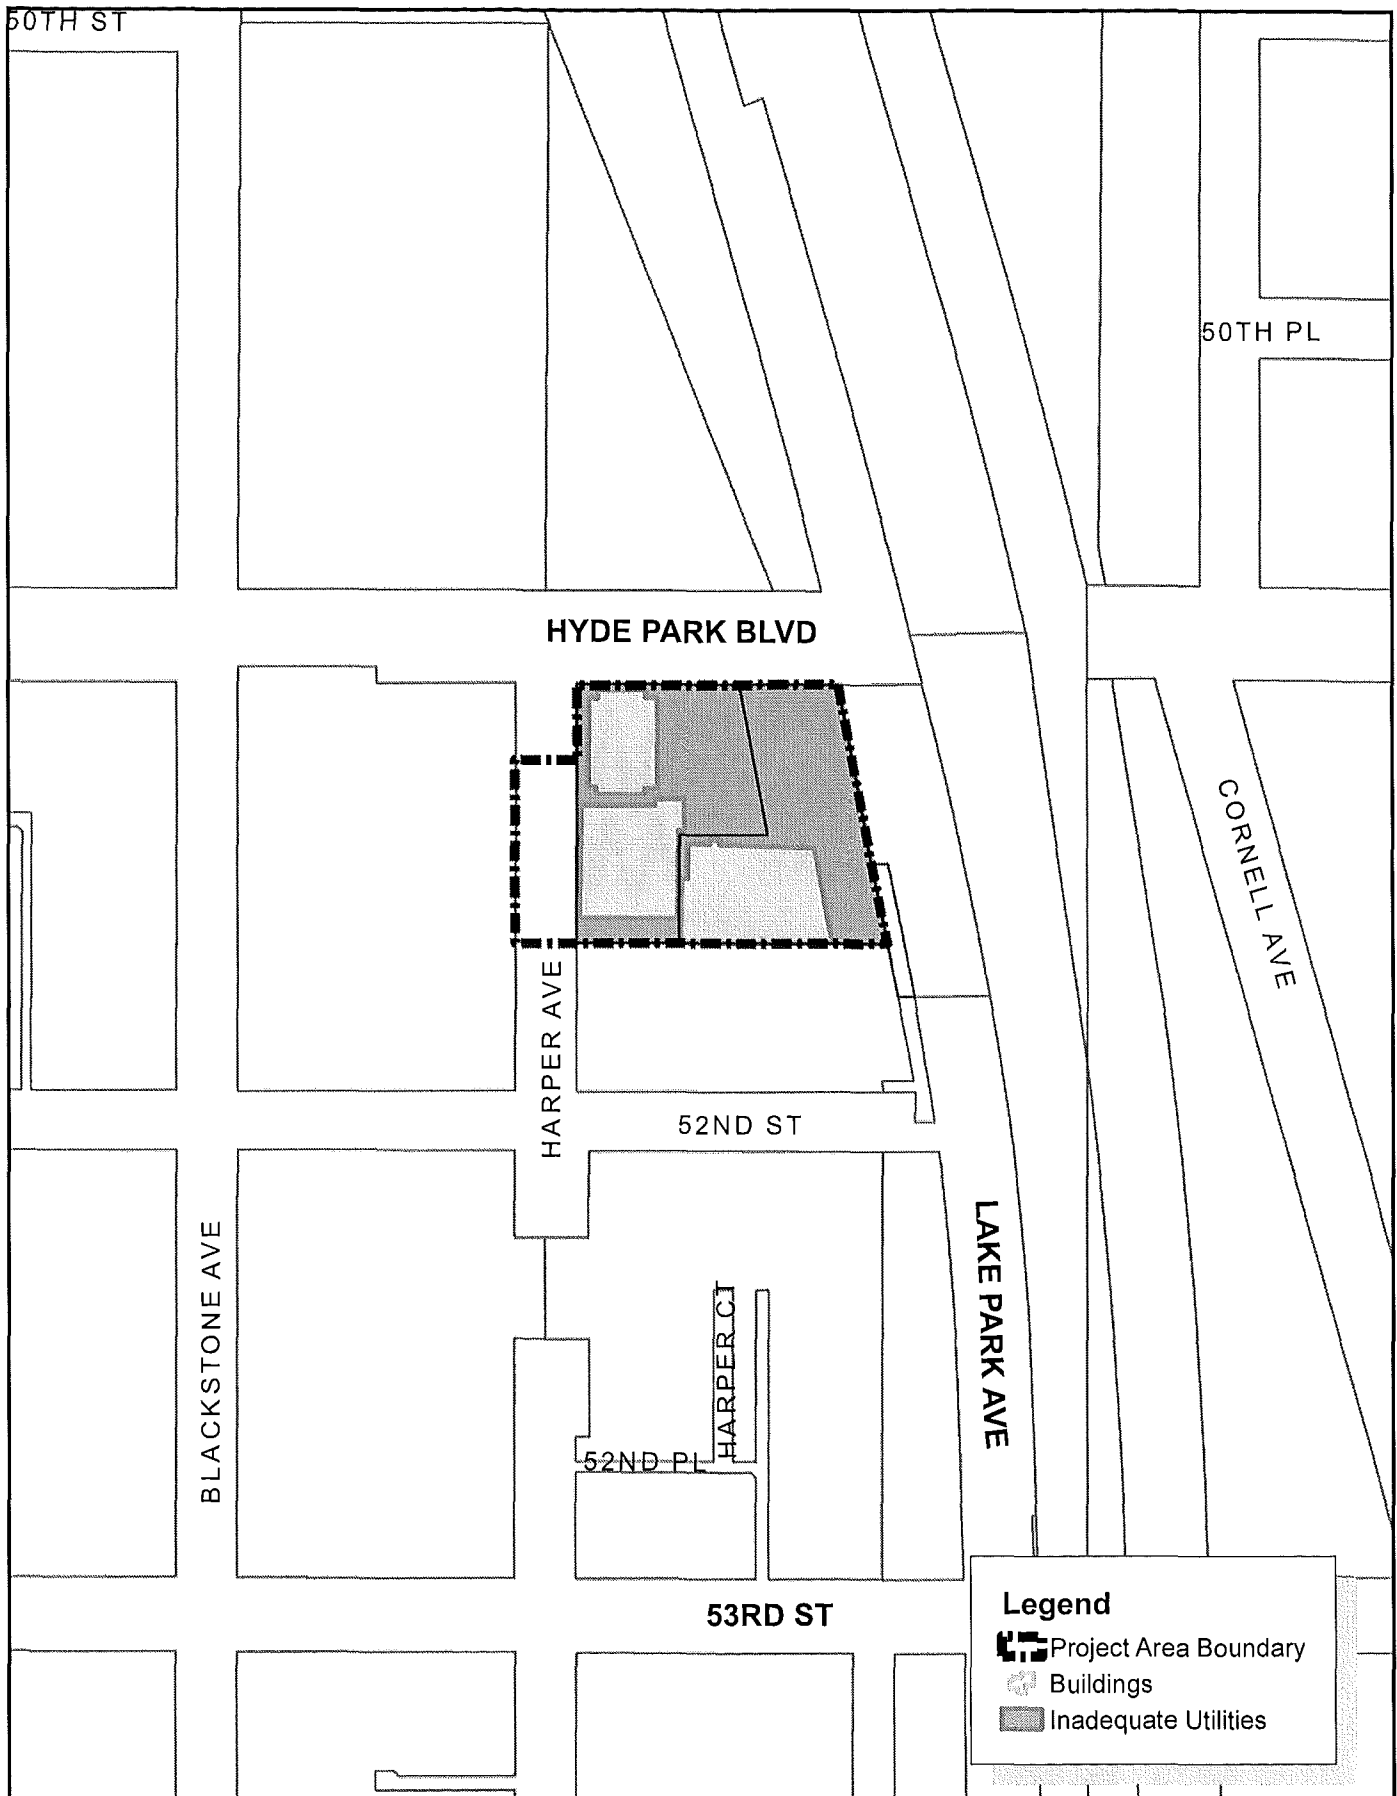 50TH ST
50TH PL
HYDE PARK BLVD
CORNELL AVE
HARPER AVE
52ND ST
LAKE PARK AVE
BLACKSTONE AVE
HARPER CT
52ND PL
53RD ST
Legend
Project Area Boundary
Buildings
Inadequate Utilities